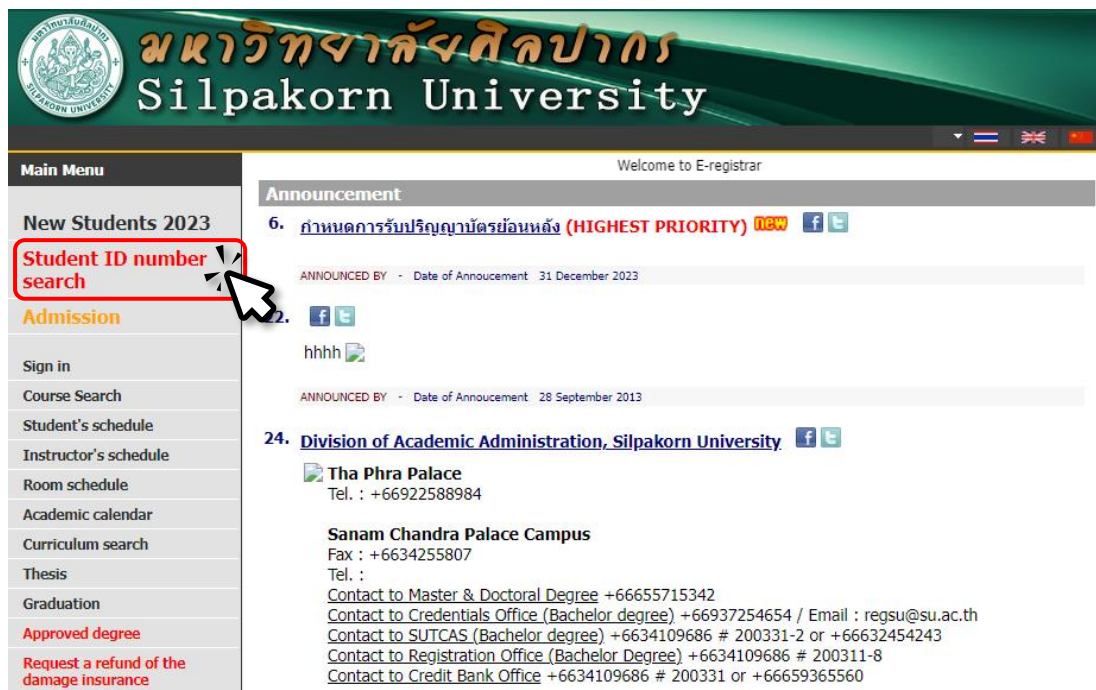 มหาวิทยาลัยศิลปากร
Silpakorn University
Main Menu
Welcome to E-registrar
Announcement
New Students 2023
Student ID number
search
Admission
Sign in
Course Search
Student's schedule
Instructor's schedule
Room schedule
Academic calendar
Curriculum search
Thesis
Graduation
Approved degree
Request a refund of the
damage insurance
6. กำหนดการรับปริญญาบัตรย้อนหลัง (HIGHEST PRIORITY) new
ANNOUNCED BY - Date of Annoucement 31 December 2023
22.
hhhh
ANNOUNCED BY - Date of Annoucement 28 September 2013
24. Division of Academic Administration, Silpakorn University
Tha Phra Palace
Tel. : +66922588984
Sanam Chandra Palace Campus
Fax : +6634255807
Tel. :
Contact to Master & Doctoral Degree +66655715342
Contact to Credentials Office (Bachelor degree) +66937254654 / Email : regsu@su.ac.th
Contact to SUTCAS (Bachelor degree) +6634109686 # 200331-2 or +66632454243
Contact to Registration Office (Bachelor Degree) +6634109686 # 200311-8
Contact to Credit Bank Office +6634109686 # 200331 or +66659365560